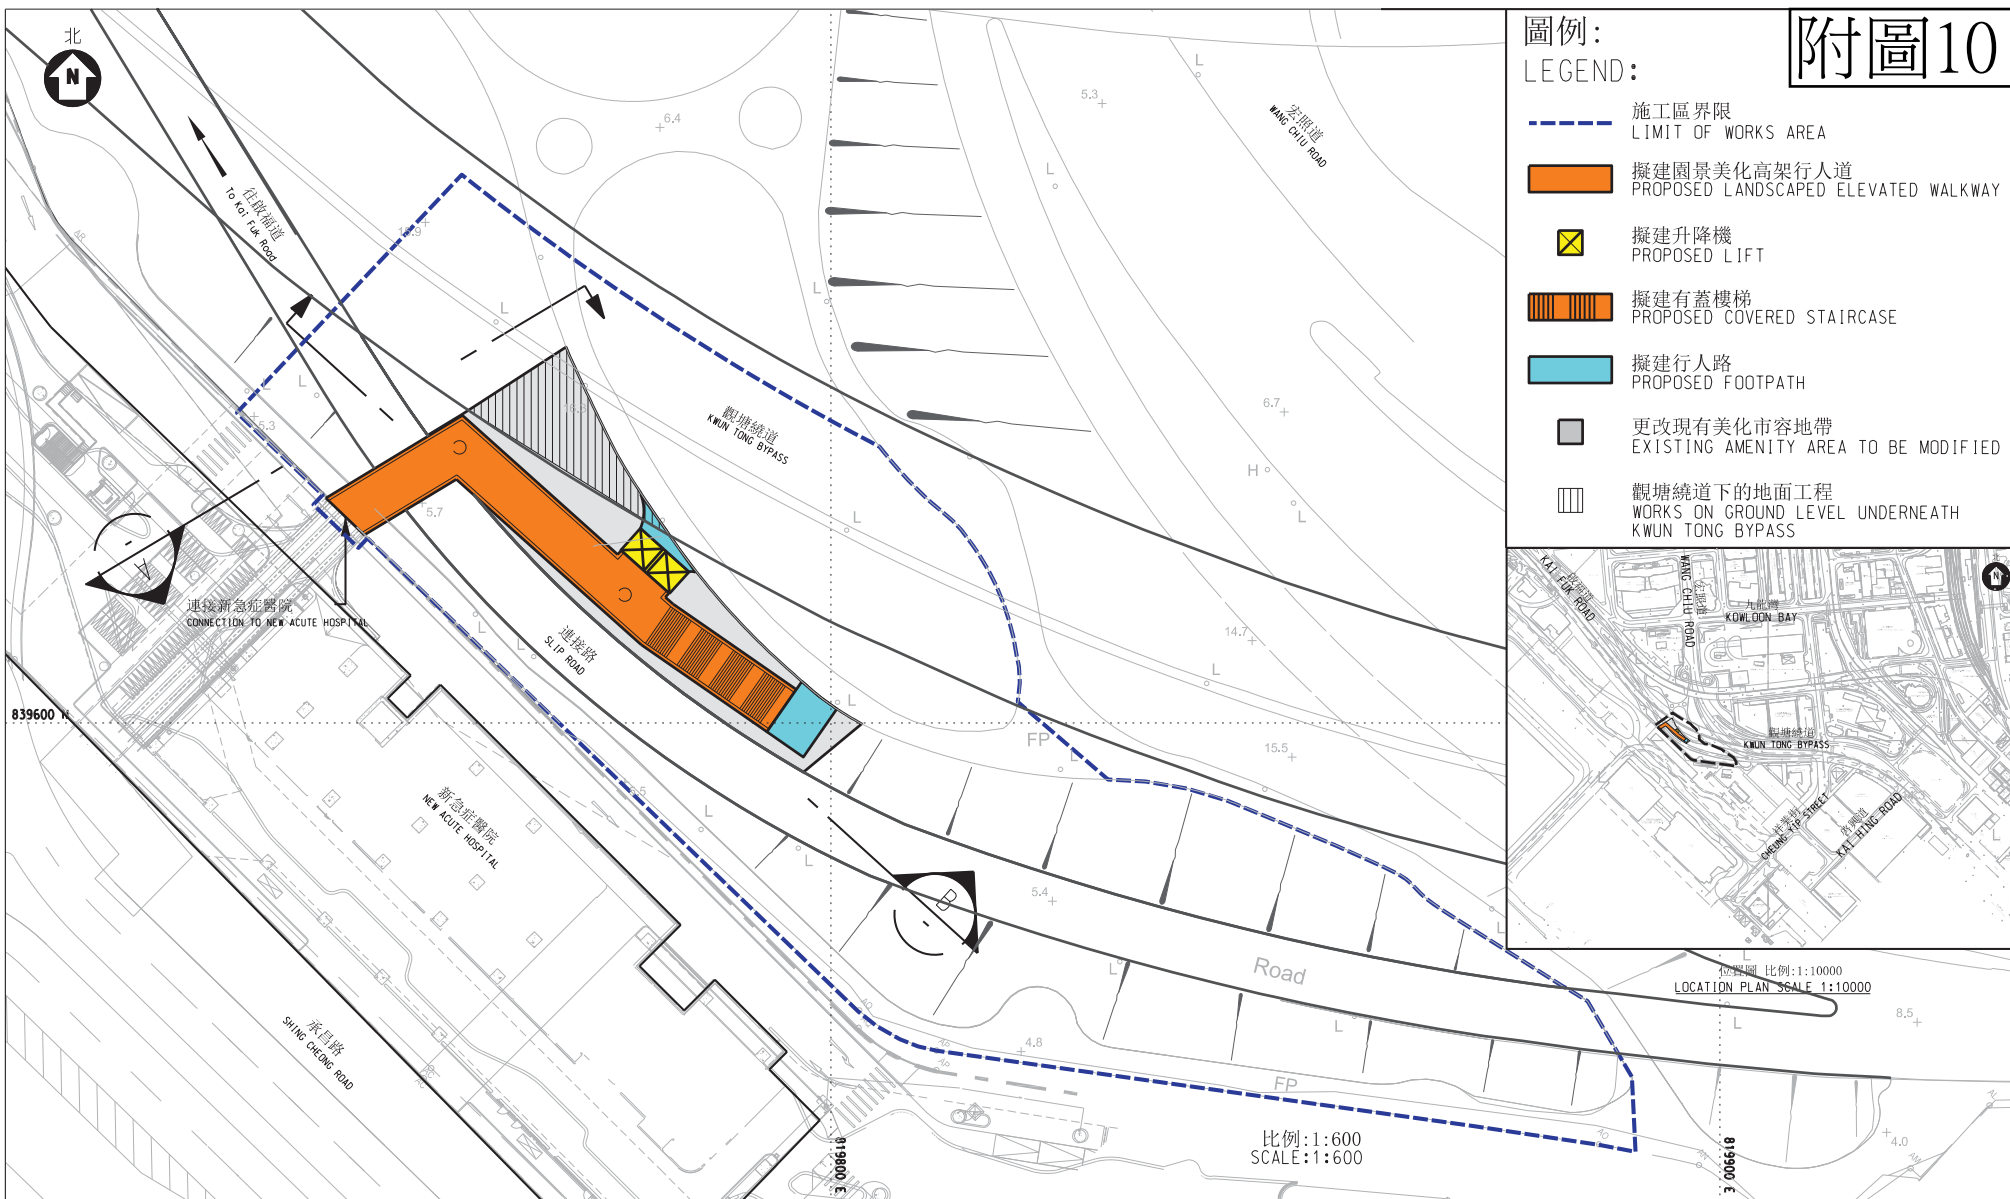 附圖10
圖例:
LEGEND:
施工區界限
LIMIT OF WORKS AREA
擬建園景美化高架行人道
PROPOSED LANDSCAPED ELEVATED WALKWAY
擬建升降機
PROPOSED LIFT
擬建有蓋樓梯
PROPOSED COVERED STAIRCASE
擬建行人路
PROPOSED FOOTPATH
更改現有美化市容地帶
EXISTING AMENITY AREA TO BE MODIFIED
觀塘繞道下的地面工程
WORKS ON GROUND LEVEL UNDERNEATH
KWUN TONG BYPASS
北
N
往啟福道
To Kai Fuk Road
宏照道
WANG CHIU ROAD
觀塘繞道
KWUN TONG BYPASS
連接路
SLIP ROAD
連接新急症醫院
CONNECTION TO NEW ACUTE HOSPITAL
新急症醫院
NEW ACUTE HOSPITAL
承昌路
SHING CHEONG ROAD
A
B
839600 N
819800 E
819900 E
6.4
5.3
5.3
5.7
6.7
14.7
15.5
5.4
4.8
8.5
4.0
FP
FP
Road
H
比例:1:600
SCALE:1:600
啟福道
KAI FUK ROAD
宏照道
WANG CHIU ROAD
九龍灣
KOWLOON BAY
觀塘繞道
KWUN TONG BYPASS
祥業街
CHEUNG YIP STREET
啓興道
KAI HING ROAD
N
位置圖 比例:1:10000
LOCATION PLAN SCALE 1:10000